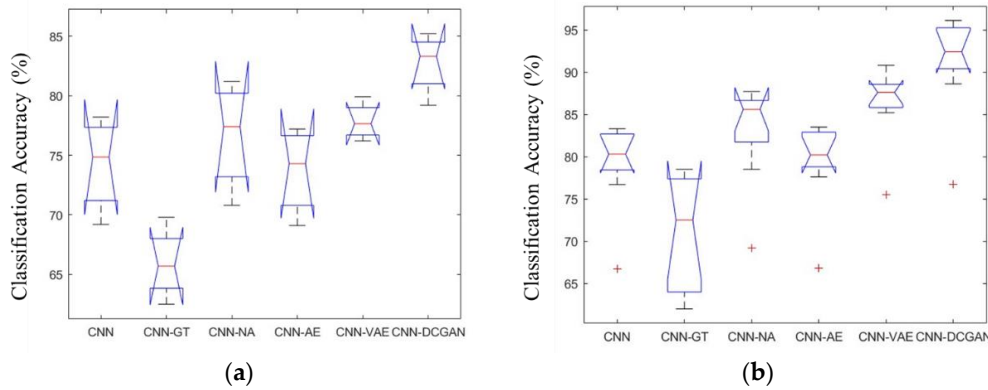 Classification Accuracy (%)
85
80
75
70
65
CNN CNN-GT CNN-NA CNN-AE CNN-VAE CNN-DCGAN
(a)
Classification Accuracy (%)
95
90
85
80
75
70
65
CNN CNN-GT CNN-NA CNN-AE CNN-VAE CNN-DCGAN
(b)